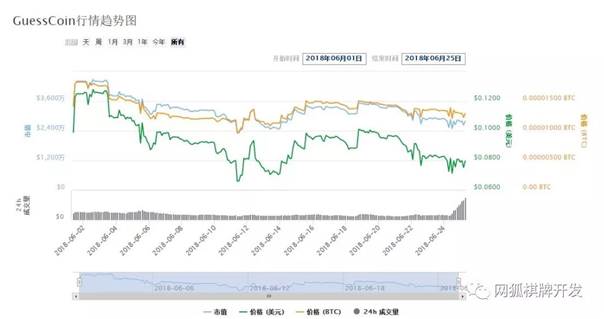 GuessCoin行情趋势图
范围 天 周 1月 3月 1年 今年 所有
开始时间 2018年06月01日 结束时间 2018年06月25日
$3,600万 $0.1200 0.00001500 BTC
$2,400万 $0.1000 0.00001000 BTC
$1,200万 $0.0800 0.00000500 BTC
$0.0600 0.00 BTC
市值
价格 (美元)
价格 (BTC)
$0
$0
24h
成交量
2018-06-02 2018-06-04 2018-06-06 2018-06-08 2018-06-10 2018-06-12 2018-06-14 2018-06-16 2018-06-18 2018-06-20 2018-06-22 2018-06-24
2018-06-06 2018-06-12 2018-06-18 2018-06
市值 价格 (美元) 价格 (BTC) 24h 成交量
网狐棋牌开发